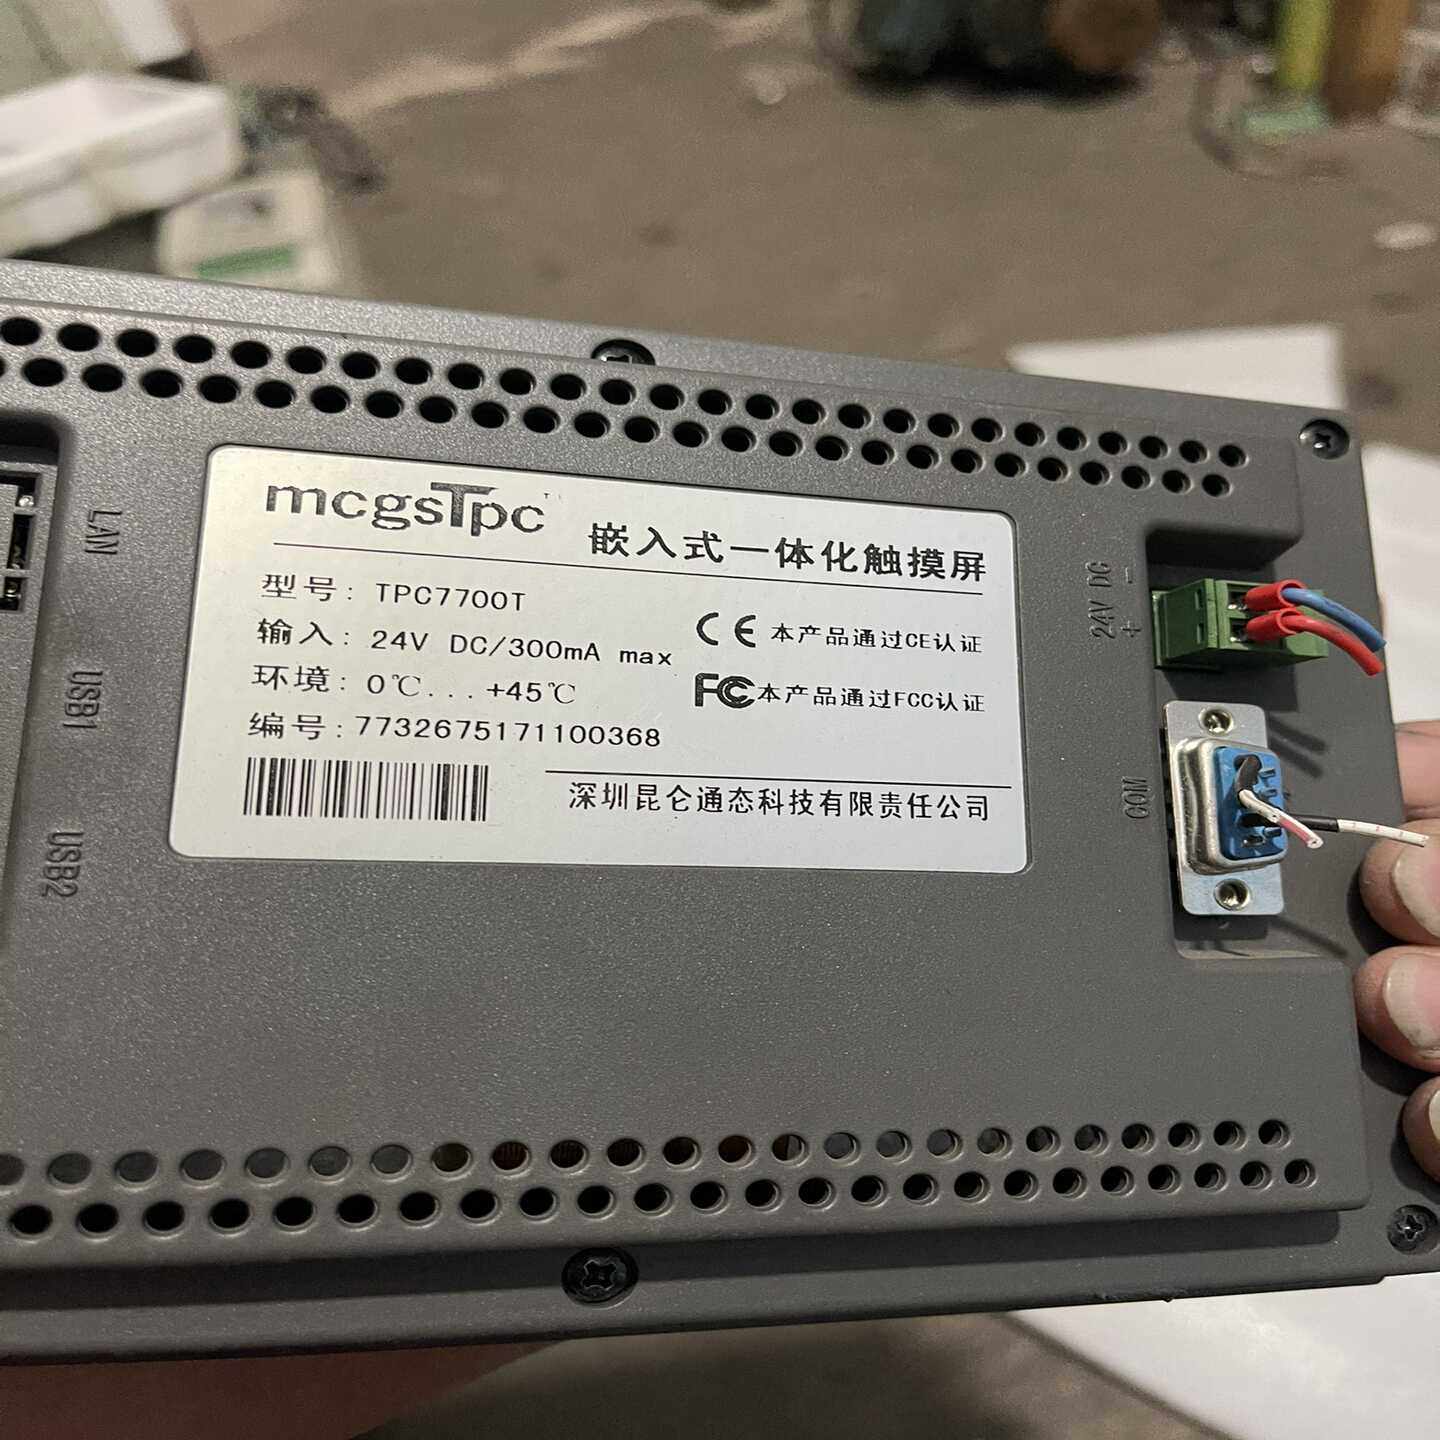 mcgsTpc
嵌入式一体化触摸屏
型号: TPC7700T
输入: 24V DC/300mA max
环境: 0℃...+45℃
编号: 7732675171100368
CE 本产品通过CE认证
FCC 本产品通过FCC认证
深圳昆仑通态科技有限责任公司
LAN
USB1
USB2
24V DC
+ -
COM